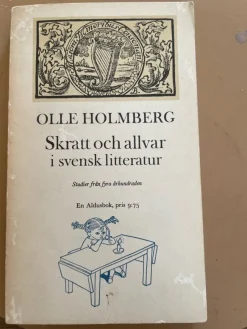 OLLE HOLMBERG
Skratt och allvar
i svensk litteratur
Studier från fyra århundraden
En Aldusbok, pris 9:75